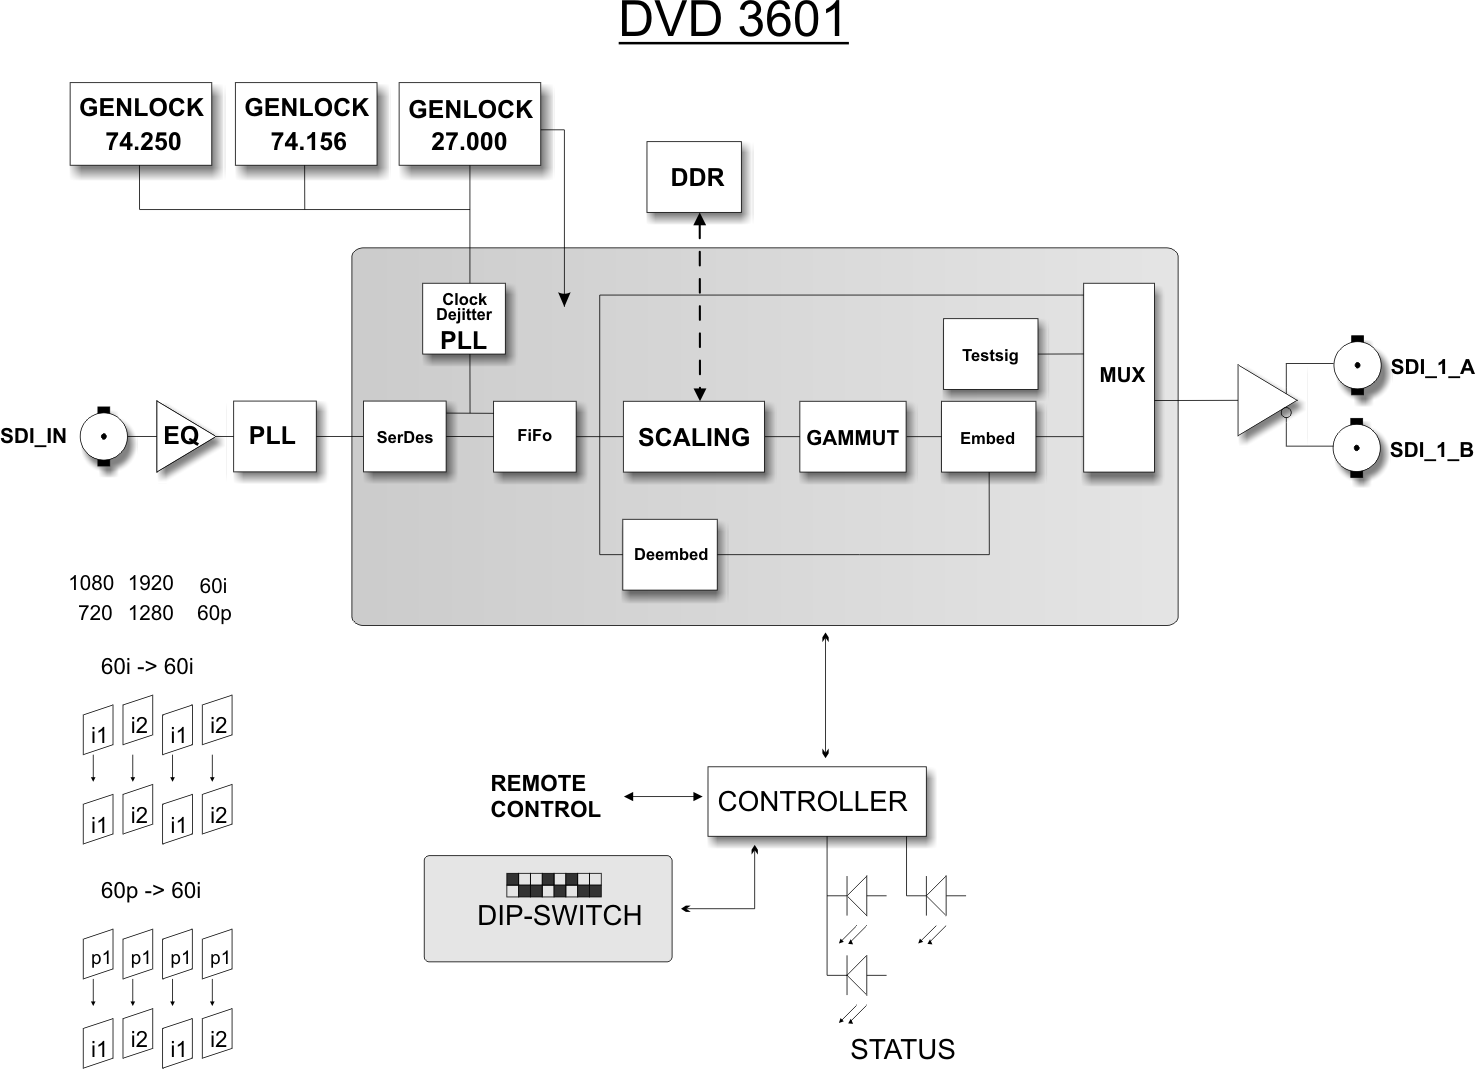 DVD 3601
GENLOCK
74.250
GENLOCK
74.156
GENLOCK
27.000
DDR
Clock
Dejitter
PLL
Testsig
MUX
SDI_1_A
SDI_IN
EQ
PLL
SerDes
FiFo
SCALING
GAMMUT
Embed
SDI_1_B
Deembed
1080 1920 60i
720 1280 60p
60i -> 60i
i1 i2 i1 i2
i1 i2 i1 i2
REMOTE
CONTROL
CONTROLLER
DIP-SWITCH
60p -> 60i
p1 p1 p1 p1
i1 i2 i1 i2
STATUS